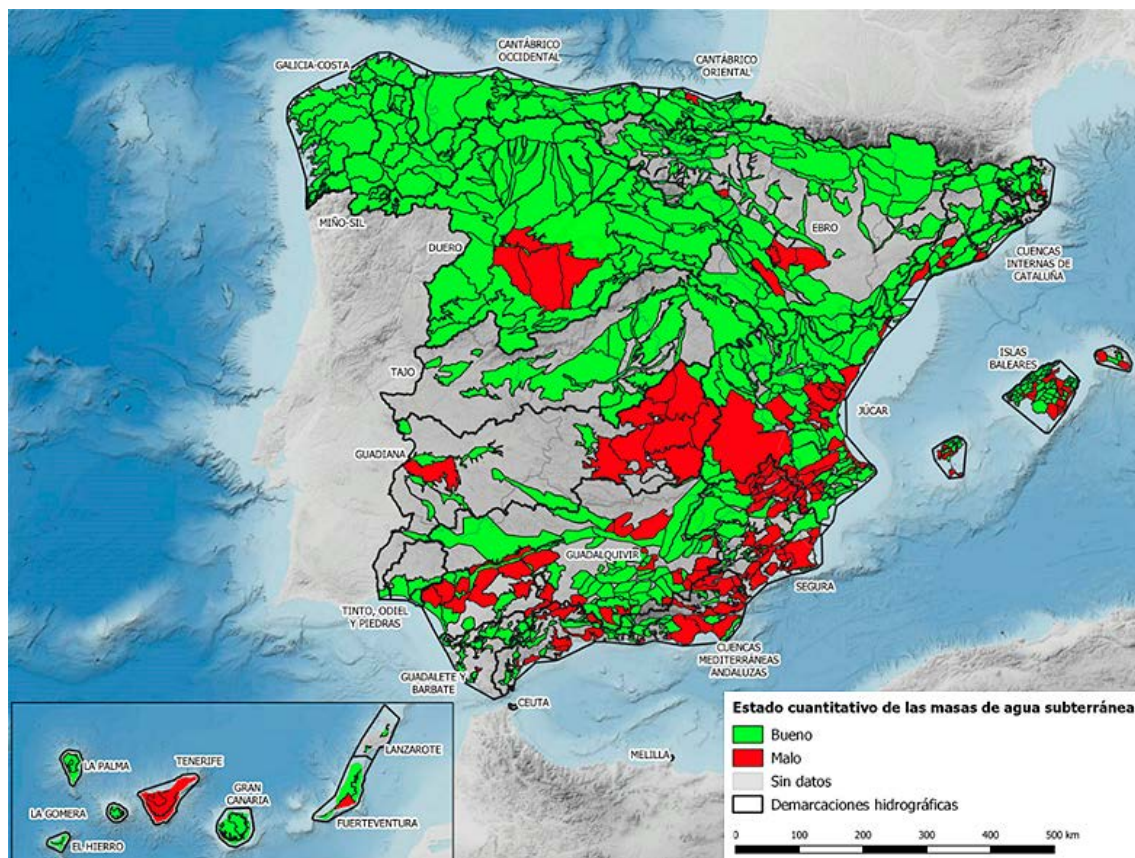 CANTÁBRICO
OCCIDENTAL
CANTÁBRICO
ORIENTAL
GALICIA-COSTA
MIÑO-SIL
DUERO
EBRO
CUENCAS
INTERNAS DE
CATALUÑA
TAJO
ISLAS
BALEARES
JÚCAR
GUADIANA
GUADALQUIVIR
SEGURA
TINTO, ODIEL
Y PIEDRAS
CUENCAS
MEDITERRÁNEAS
ANDALUZAS
GUADALETE Y
BARBATE
CEUTA
MELILLA
LANZAROTE
LA PALMA
TENERIFE
GRAN
CANARIA
LA GOMERA
FUERTEVENTURA
EL HIERRO
Estado cuantitativo de las masas de agua subterránea
Bueno
Malo
Sin datos
Demarcaciones hidrográficas
0 100 200 300 400 500 km